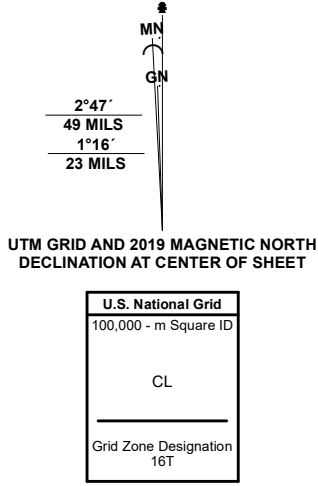 MN
GN
2°47´
49 MILS
1°16´
23 MILS
UTM GRID AND 2019 MAGNETIC NORTH
DECLINATION AT CENTER OF SHEET
U.S. National Grid
100,000 - m Square ID
CL
Grid Zone Designation
16T